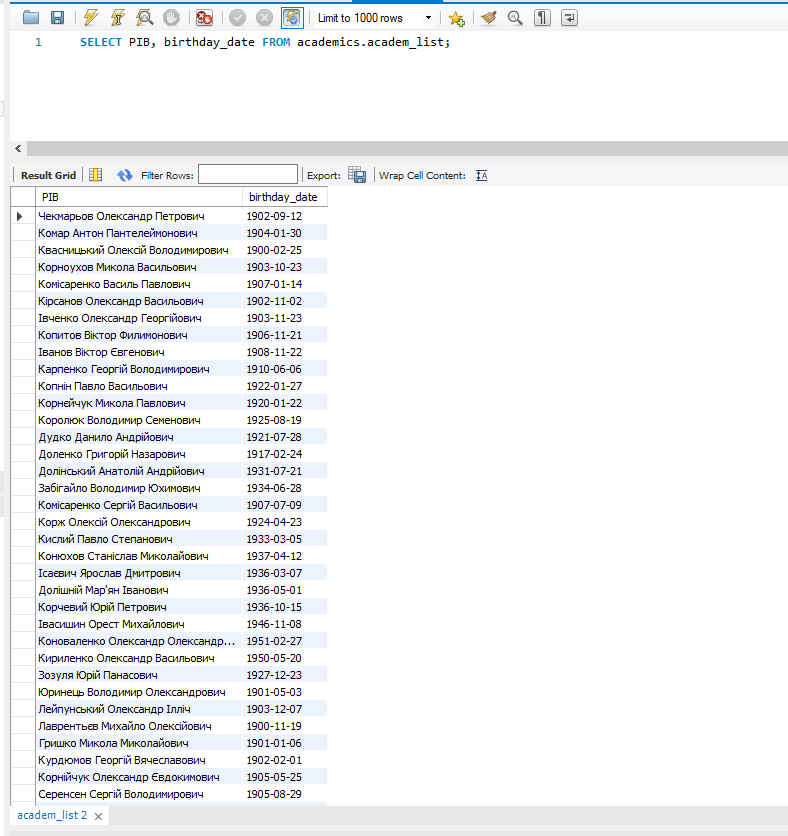 Limit to 1000 rows
1 SELECT PIB, birthday_date FROM academics.academ_list;
Result Grid Filter Rows: Export: Wrap Cell Content:
PIB birthday_date
Чекмарьов Олександр Петрович 1902-09-12
Комар Антон Пантелеймонович 1904-01-30
Квасницький Олексій Володимирович 1900-02-25
Корноухов Микола Васильович 1903-10-23
Комісаренко Василь Павлович 1907-01-14
Кірсанов Олександр Васильович 1902-11-02
Івченко Олександр Георгійович 1903-11-23
Копитов Віктор Филимонович 1906-11-21
Іванов Віктор Євгенович 1908-11-22
Карпенко Георгій Володимирович 1910-06-06
Копнін Павло Васильович 1922-01-27
Корнєйчук Микола Павлович 1920-01-22
Королюк Володимир Семенович 1925-08-19
Дудко Данило Андрійович 1921-07-28
Доленко Григорій Назарович 1917-02-24
Долінський Анатолій Андрійович 1931-07-21
Забігайло Володимир Юхимович 1934-06-28
Комісаренко Сергій Васильович 1907-07-09
Корж Олексій Олександрович 1924-04-23
Кислий Павло Степанович 1933-03-05
Конюхов Станіслав Миколайович 1937-04-12
Ісаєвич Ярослав Дмитрович 1936-03-07
Долішній Мар'ян Іванович 1936-05-01
Корчевий Юрій Петрович 1936-10-15
Івасишин Орест Михайлович 1946-11-08
Коноваленко Олександр Олександр... 1951-02-27
Кириленко Олександр Васильович 1950-05-20
Зозуля Юрій Панасович 1927-12-23
Юринець Володимир Олександрович 1901-05-03
Лейпунський Олександр Ілліч 1903-12-07
Лаврентьєв Михайло Олексійович 1900-11-19
Гришко Микола Миколайович 1901-01-06
Курдюмов Георгій Вячеславович 1902-02-01
Корнійчук Олександр Євдокимович 1905-05-25
Серенсен Сергій Володимирович 1905-08-29
academ_list 2